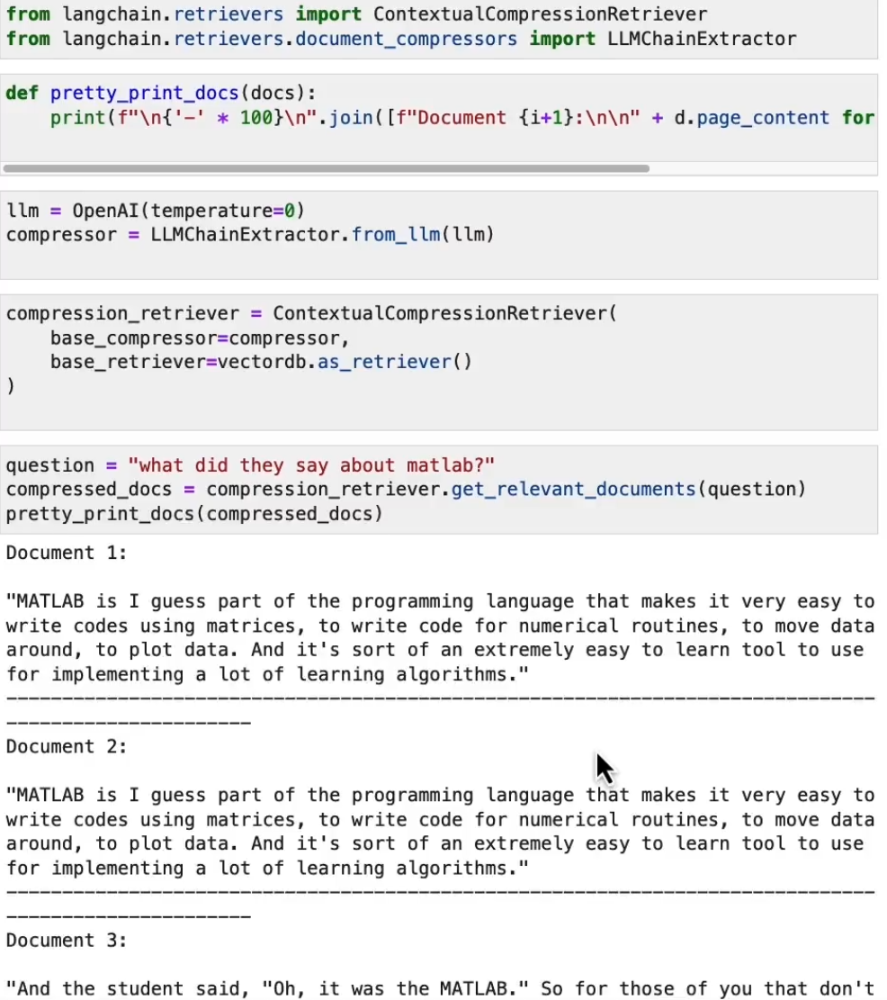 from langchain.retrievers import ContextualCompressionRetriever
from langchain.retrievers.document_compressors import LLMChainExtractor
def pretty_print_docs(docs):
    print(f"\n{'-' * 100}\n".join([f"Document {i+1}:\n\n" + d.page_content for
llm = OpenAI(temperature=0)
compressor = LLMChainExtractor.from_llm(llm)
compression_retriever = ContextualCompressionRetriever(
    base_compressor=compressor,
    base_retriever=vectordb.as_retriever()
)
question = "what did they say about matlab?"
compressed_docs = compression_retriever.get_relevant_documents(question)
pretty_print_docs(compressed_docs)
Document 1:
"MATLAB is I guess part of the programming language that makes it very easy to
write codes using matrices, to write code for numerical routines, to move data
around, to plot data. And it's sort of an extremely easy to learn tool to use
for implementing a lot of learning algorithms."
------------------------------------------------------------------------------
----------------------
Document 2:
"MATLAB is I guess part of the programming language that makes it very easy to
write codes using matrices, to write code for numerical routines, to move data
around, to plot data. And it's sort of an extremely easy to learn tool to use
for implementing a lot of learning algorithms."
------------------------------------------------------------------------------
----------------------
Document 3:
"And the student said, "Oh, it was the MATLAB." So for those of you that don't